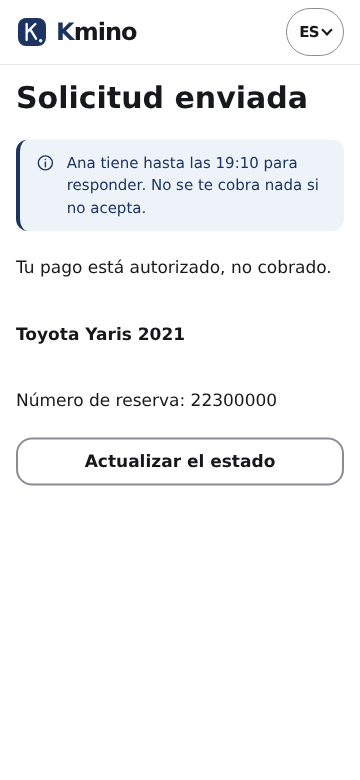 K. Kmino
ES
Solicitud enviada
Ana tiene hasta las 19:10 para
responder. No se te cobra nada si
no acepta.
Tu pago está autorizado, no cobrado.
Toyota Yaris 2021
Número de reserva: 22300000
Actualizar el estado